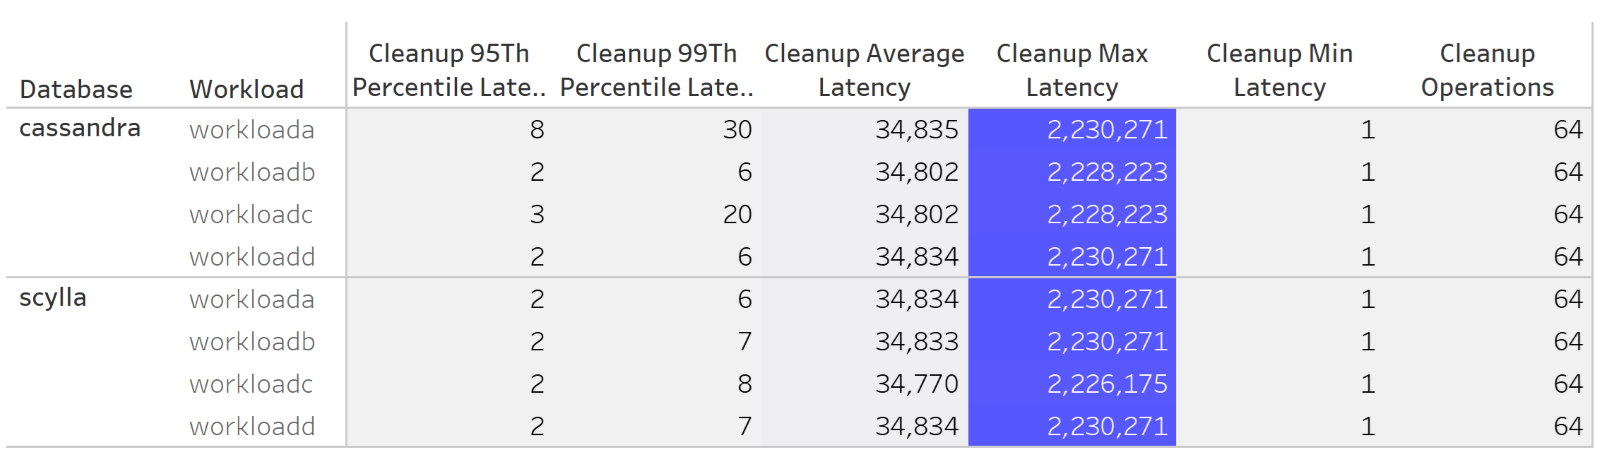 Database Workload Cleanup 95Th Percentile Late.. Cleanup 99Th Percentile Late.. Cleanup Average Latency Cleanup Max Latency Cleanup Min Latency Cleanup Operations
cassandra workloada 8 30 34,835 2,230,271 1 64
workloadb 2 6 34,802 2,228,223 1 64
workloadc 3 20 34,802 2,228,223 1 64
workloadd 2 6 34,834 2,230,271 1 64
scylla workloada 2 6 34,834 2,230,271 1 64
workloadb 2 7 34,833 2,230,271 1 64
workloadc 2 8 34,770 2,226,175 1 64
workloadd 2 7 34,834 2,230,271 1 64